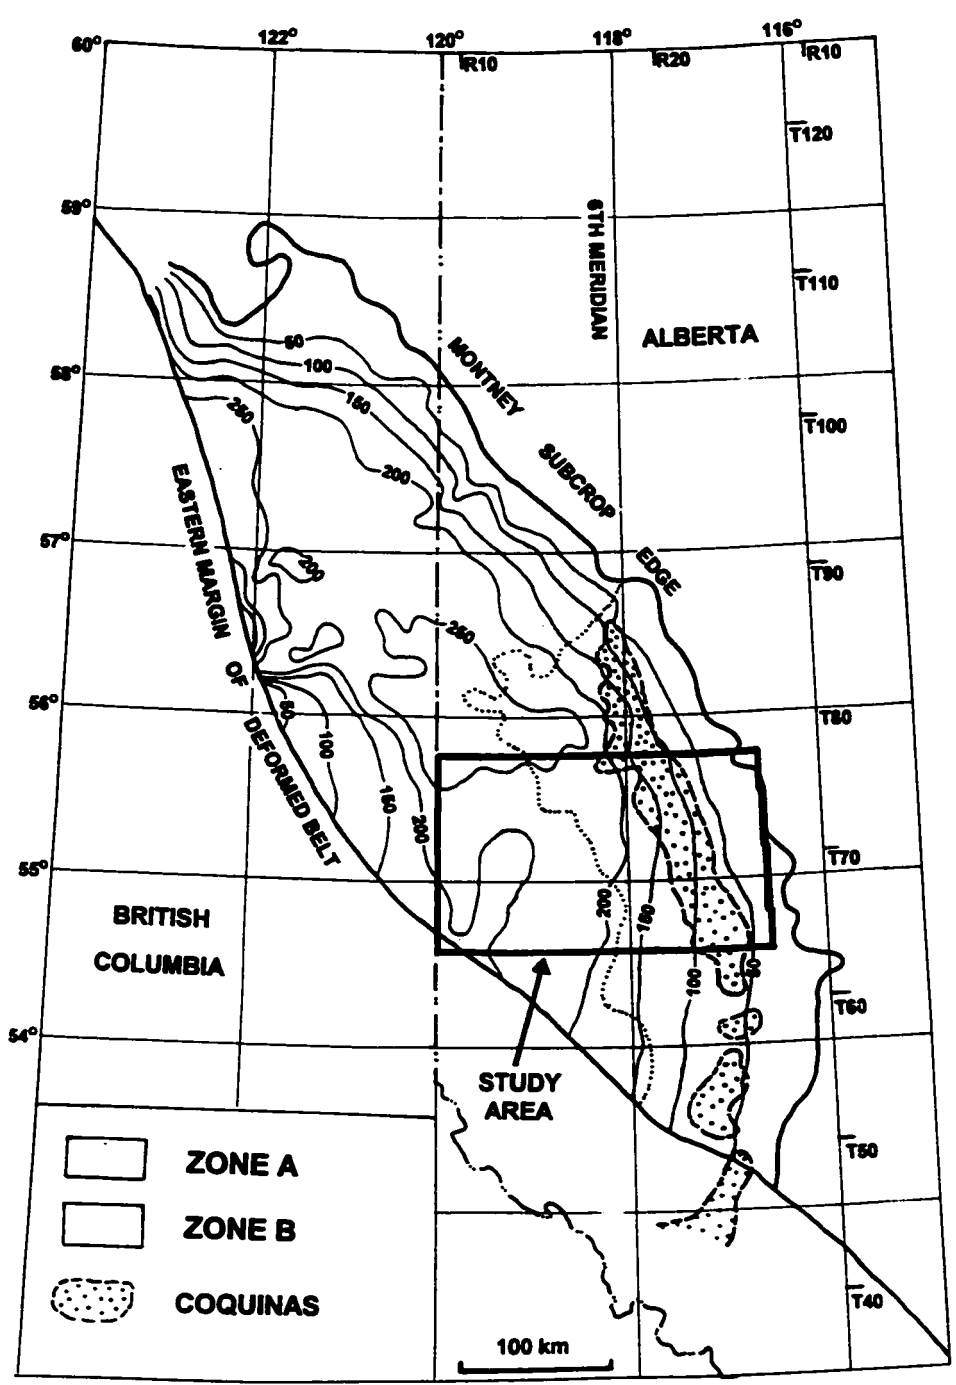 60°
122°
120°
118°
116°
R10
R20
R10
T120
59°
6TH MERIDIAN
T110
ALBERTA
50
MONTNEY SUBCROP EDGE
100
58°
150
250
T100
200
EASTERN MARGIN OF DEFORMED BELT
57°
200
T90
250
56°
50
T80
100
150
200
T70
55°
200
150
BRITISH
COLUMBIA
100
50
T60
54°
STUDY
AREA
T50
ZONE A
ZONE B
COQUINAS
T40
100 km